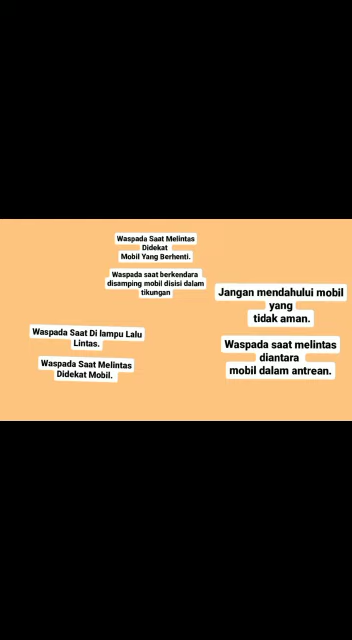 Waspada Saat Melintas
Didekat
Mobil Yang Berhenti.
Waspada saat berkendara
disamping mobil disisi dalam
tikungan
Jangan mendahului mobil
yang
tidak aman.
Waspada Saat Di lampu Lalu
Lintas.
Waspada saat melintas
diantara
mobil dalam antrean.
Waspada Saat Melintas
Didekat Mobil.